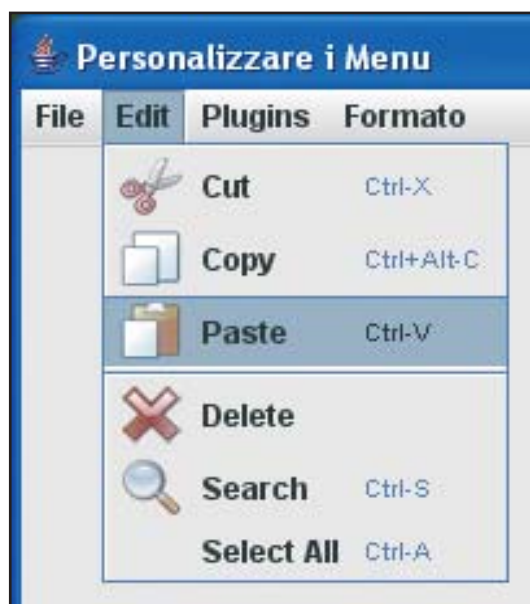 Personalizzare i Menu
File Edit Plugins Formato
Cut Ctrl-X
Copy Ctrl+Alt-C
Paste Ctrl-V
Delete
Search Ctrl-S
Select All Ctrl-A